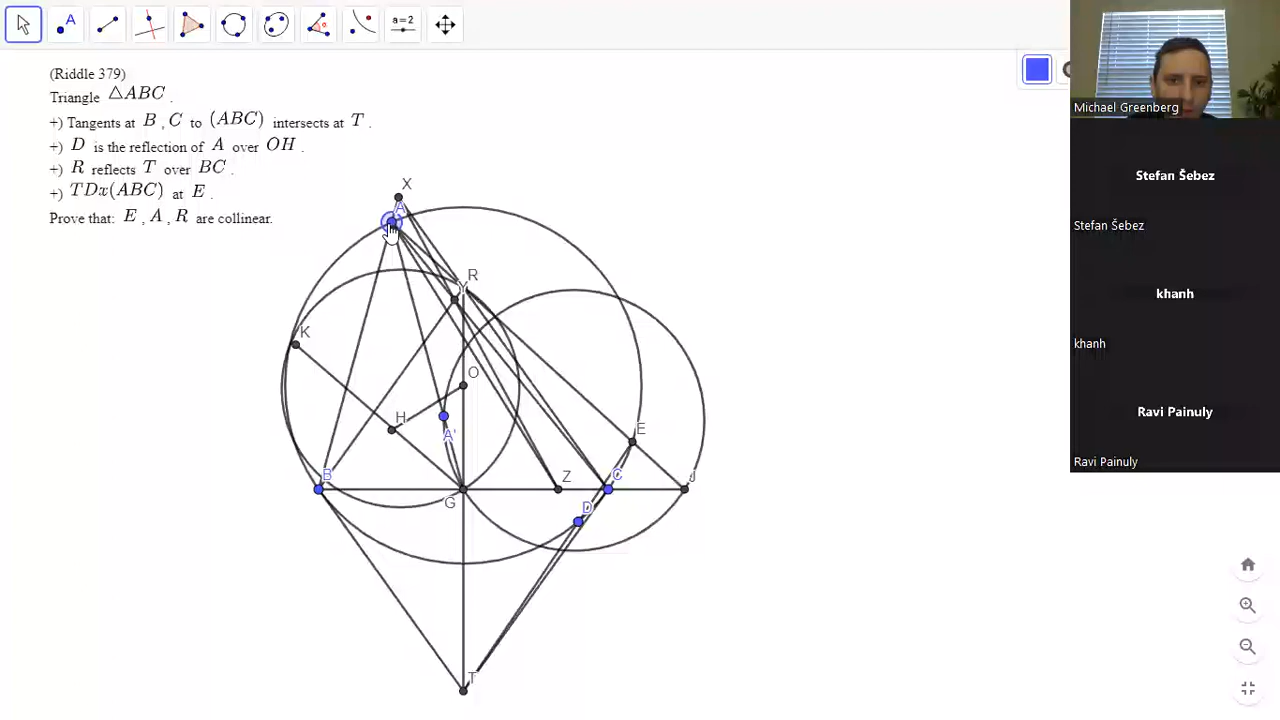 A
a=2
(Riddle 379)
Triangle △ABC .
+) Tangents at B , C to (ABC) intersects at T .
+) D is the reflection of A over OH .
+) R reflects T over BC .
+) TDx(ABC) at E .
Prove that: E , A , R are collinear.
X
A
R
Y
K
O
H
A'
E
B
Z
C
J
G
D
T
Michael Greenberg
Stefan Šebez
Stefan Šebez
khanh
khanh
Ravi Painuly
Ravi Painuly